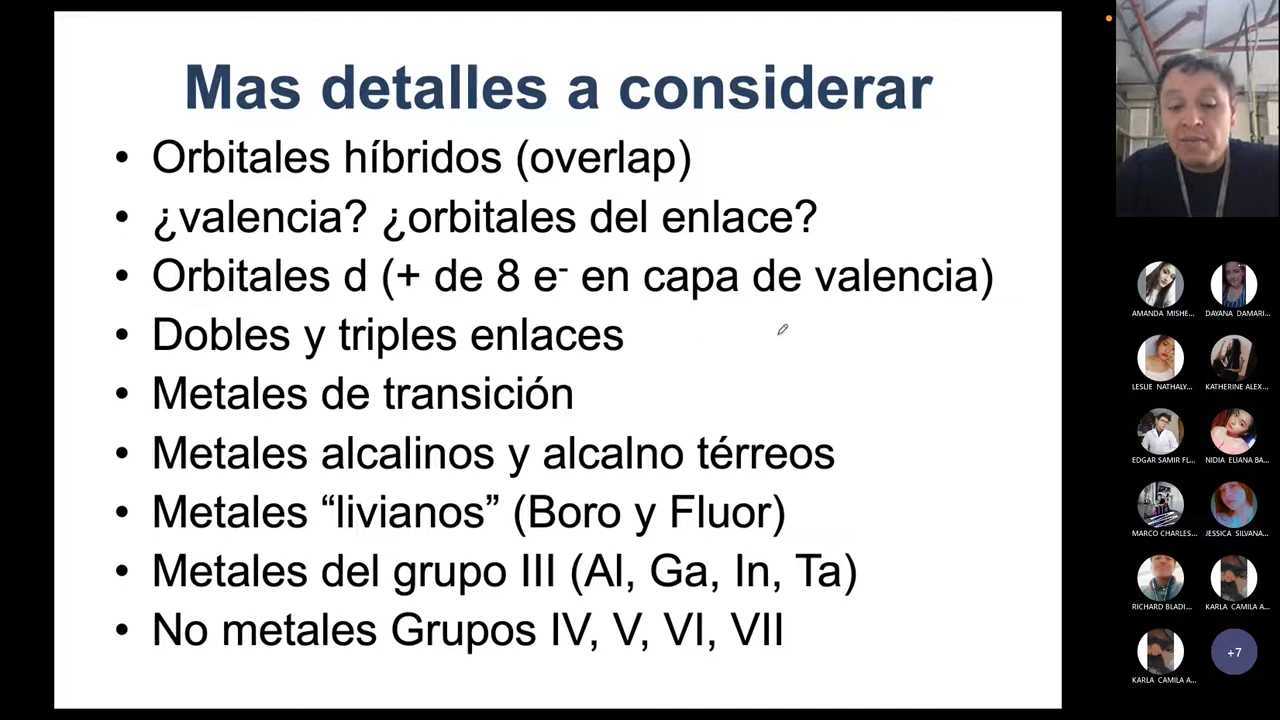 Mas detalles a considerar
• Orbitales híbridos (overlap)
• ¿valencia? ¿orbitales del enlace?
• Orbitales d (+ de 8 e- en capa de valencia)
• Dobles y triples enlaces
• Metales de transición
• Metales alcalinos y alcalno térreos
• Metales “livianos” (Boro y Fluor)
• Metales del grupo III (Al, Ga, In, Ta)
• No metales Grupos IV, V, VI, VII
AMANDA MISHE...
DAYANA DAMARI...
LESLIE NATHALY...
KATHERINE ALEX...
EDGAR SAMIR FL...
NIDIA ELIANA BA...
MARCO CHARLES...
JESSICA SILVANA...
RICHARD BLADI...
KARLA CAMILA A...
KARLA CAMILA A...
+7